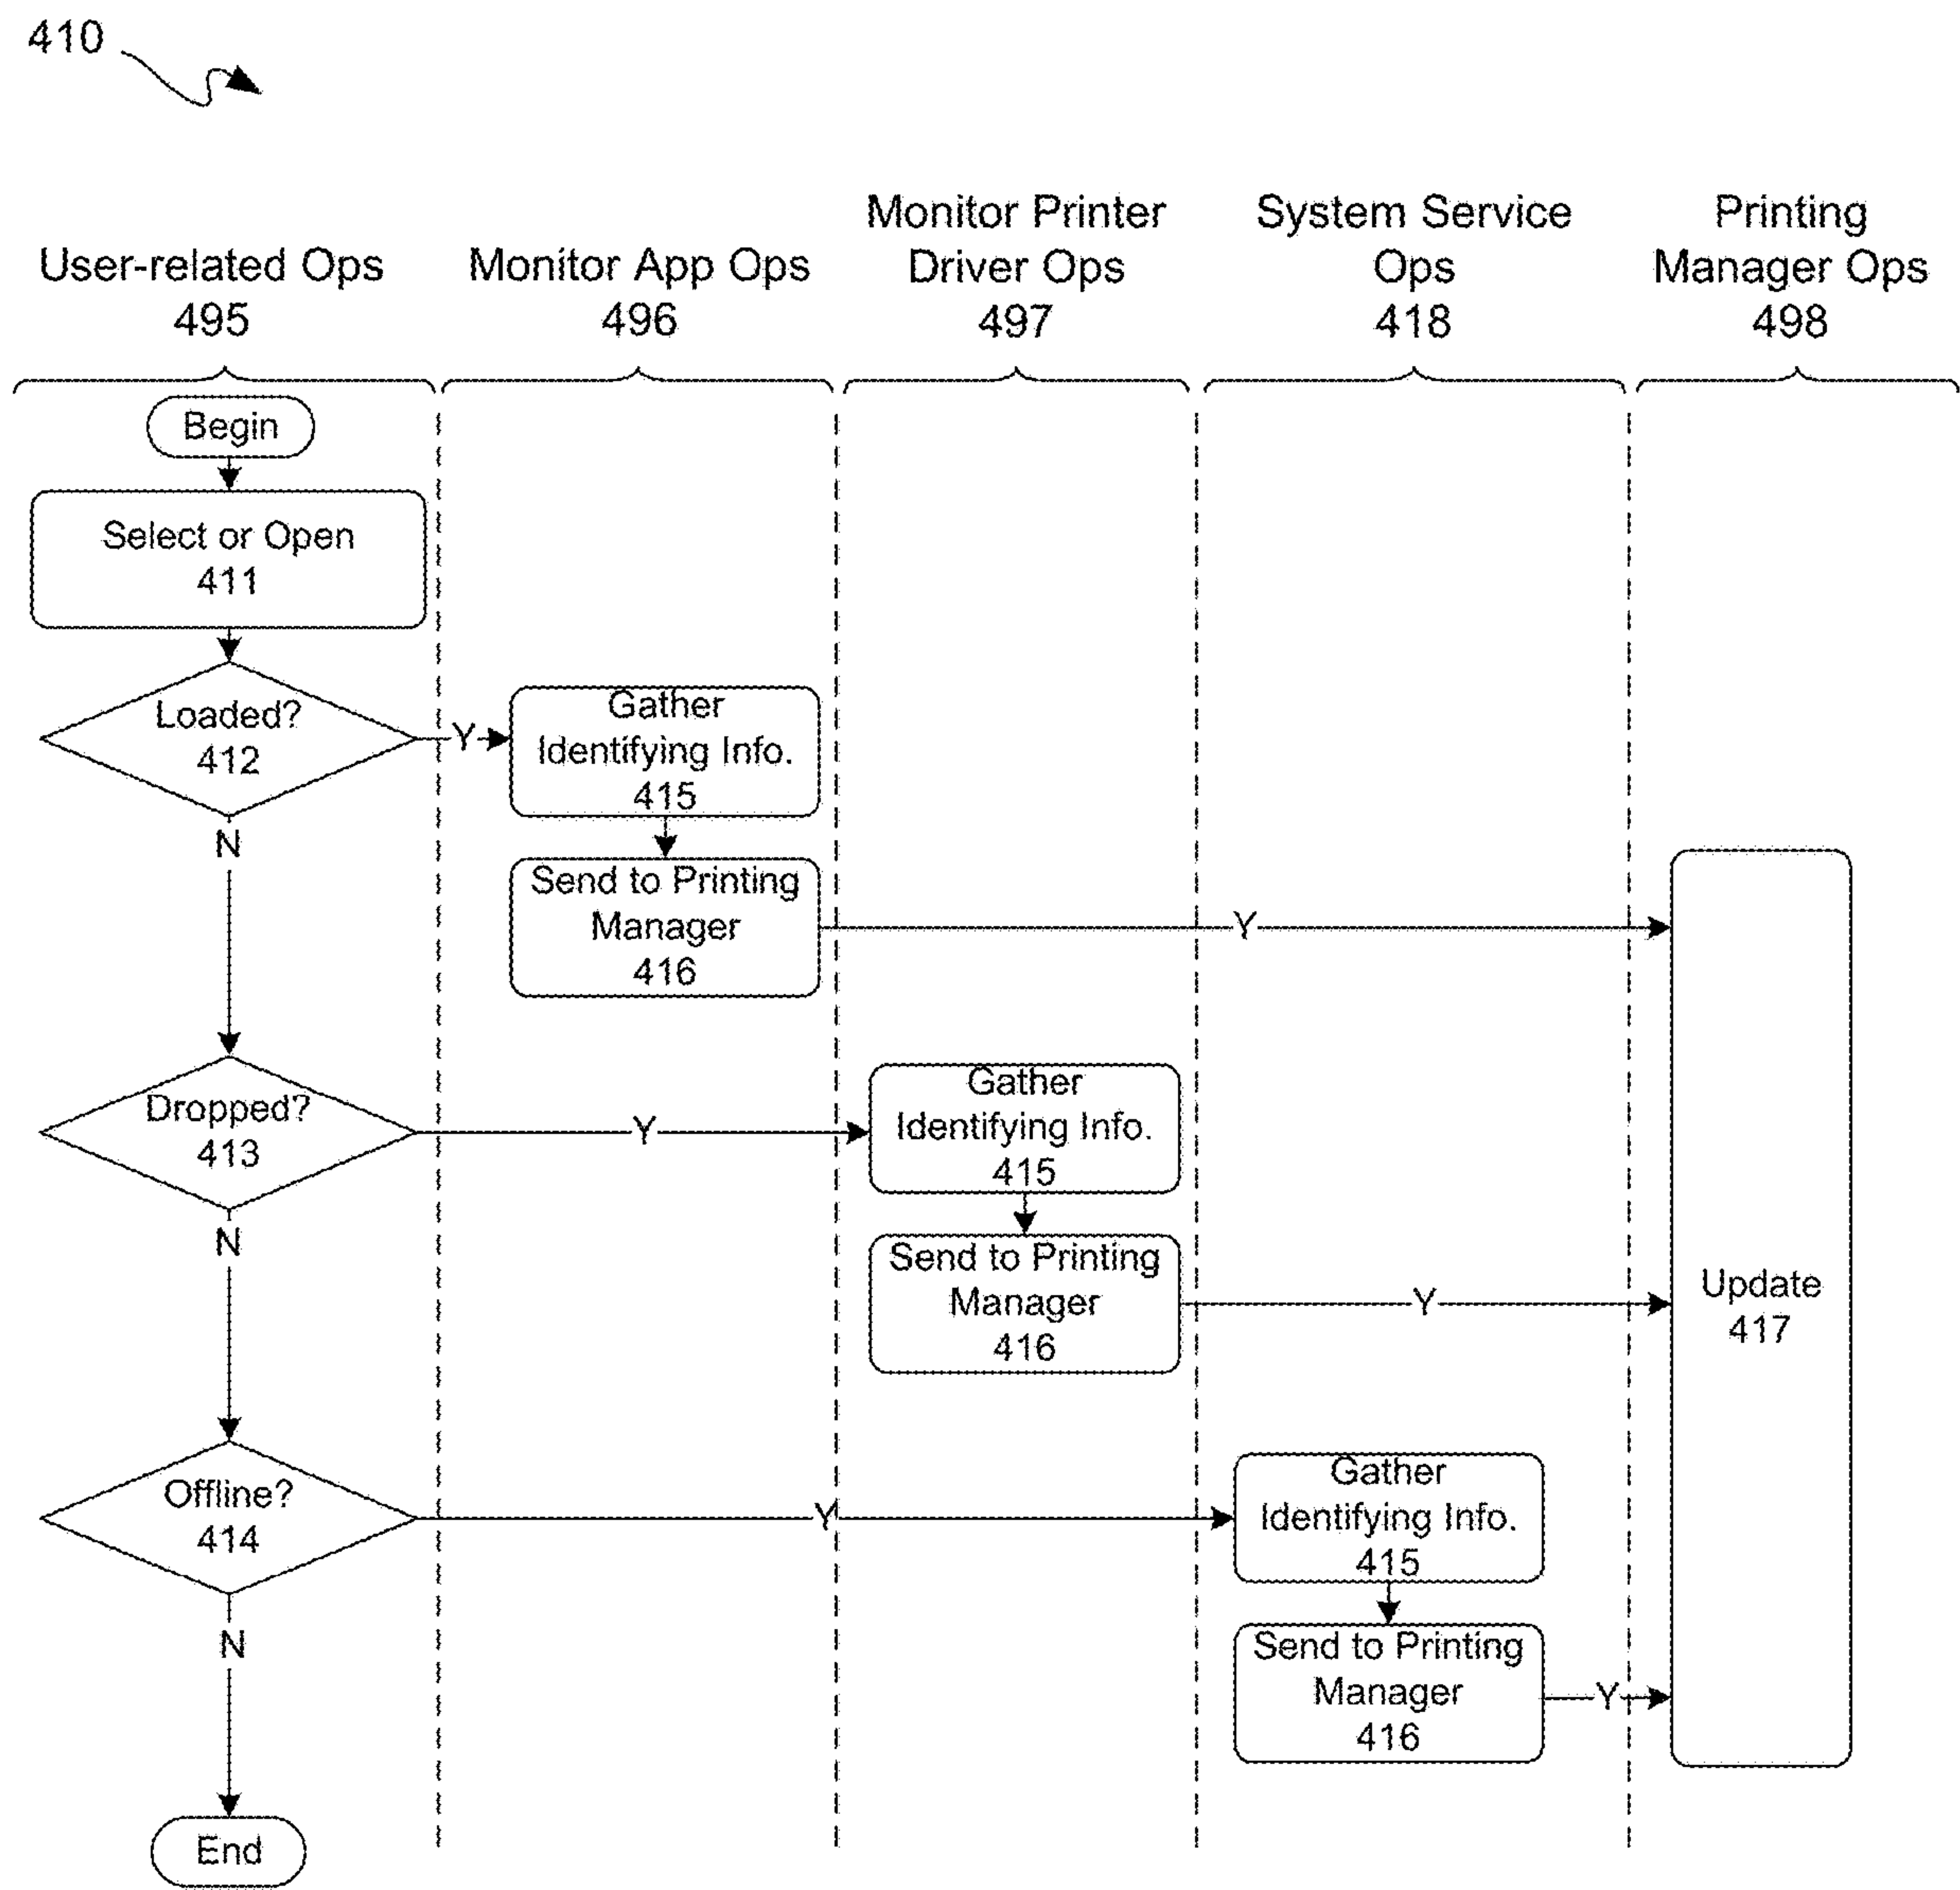 410
User-related Ops
495
Monitor App Ops
496
Monitor Printer
Driver Ops
497
System Service
Ops
418
Printing
Manager Ops
498
Begin
Select or Open
411
Loaded?
412
Y
Gather
Identifying Info.
415
N
Send to Printing
Manager
416
Y
Dropped?
413
Y
Gather
Identifying Info.
415
N
Send to Printing
Manager
416
Y
Update
417
Offline?
414
Y
Gather
Identifying Info.
415
N
Send to Printing
Manager
416
Y
End